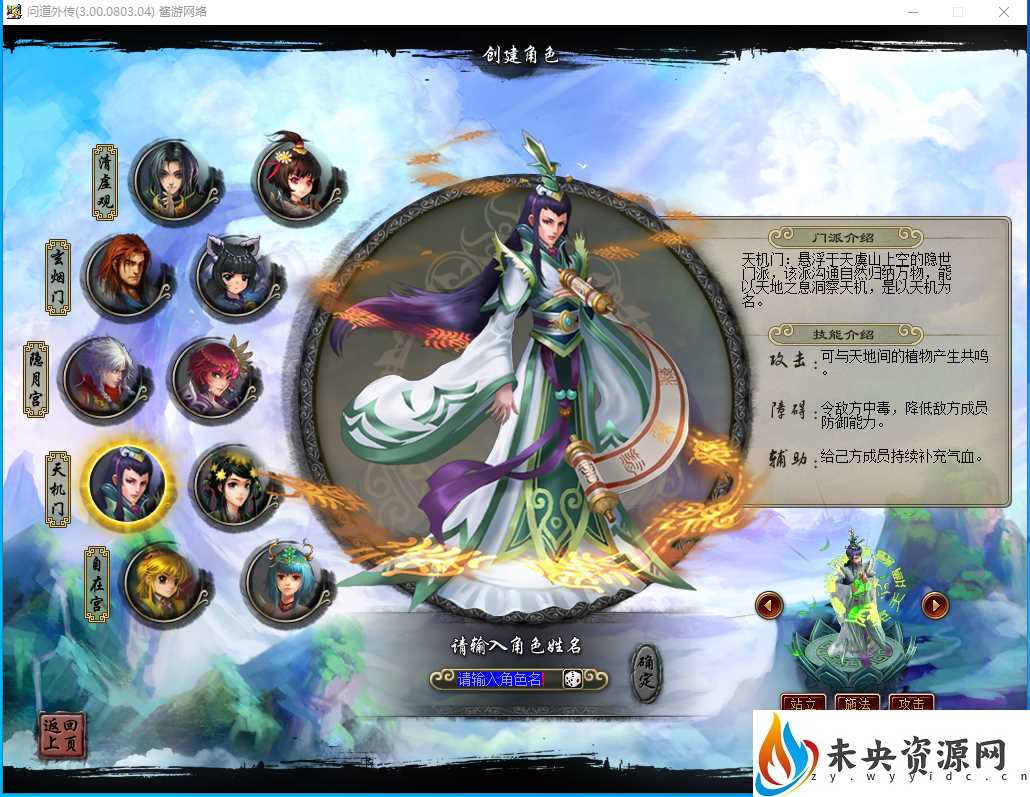 问道外传(3.00.0803.04) 酱游网络
创建角色
清虚观
玄烟门
隐月宫
天机门
自在宫
门派介绍
天机门：悬浮于天虞山上空的隐世
门派，该派沟通自然归纳万物，能
以天地之息洞察天机，是以天机为
名。
技能介绍
攻击：可与天地间的植物产生共鸣
。
障碍：令敌方中毒，降低敌方成员
防御能力。
辅助：给己方成员持续补充气血。
请输入角色姓名
请输入角色名
确定
站立 施法 攻击
返回
上页
未央资源网
zy.wyyidc.cn